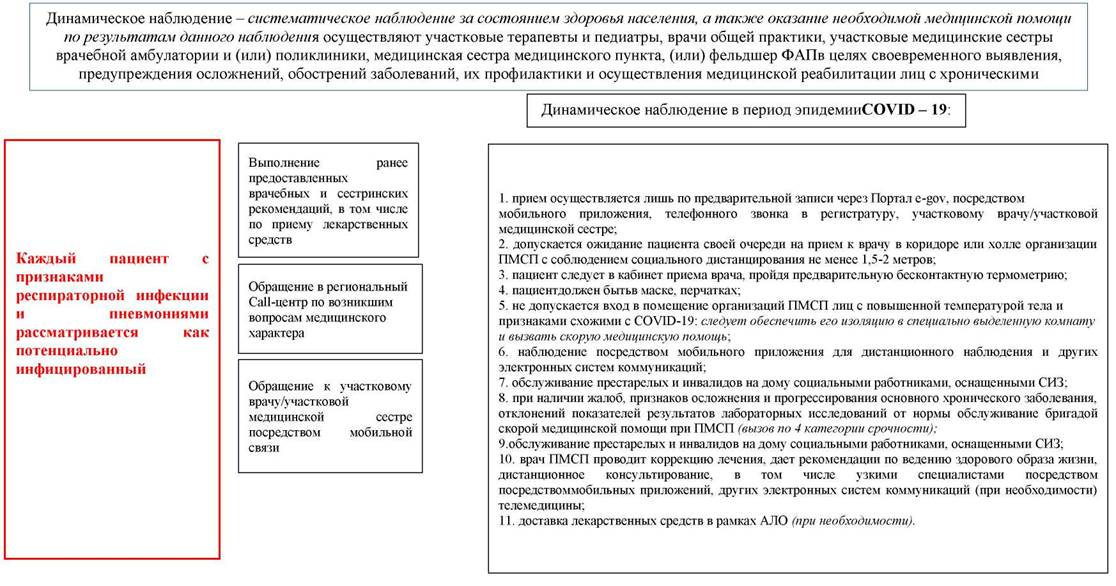 Динамическое наблюдение – систематическое наблюдение за состоянием здоровья населения, а также оказание необходимой медицинской помощи
по результатам данного наблюдения осуществляют участковые терапевты и педиатры, врачи общей практики, участковые медицинские сестры
врачебной амбулатории и (или) поликлиники, медицинская сестра медицинского пункта, (или) фельдшер ФАПв целях своевременного выявления,
предупреждения осложнений, обострений заболеваний, их профилактики и осуществления медицинской реабилитации лиц с хроническими
Динамическое наблюдение в период эпидемииCOVID – 19:
Каждый пациент с
признаками
респираторной инфекции
и пневмониями
рассматривается как
потенциально
инфицированный
Выполнение ранее
предоставленных
врачебных и сестринских
рекомендаций, в том числе
по приему лекарственных
средств
Обращение в региональный
Call-центр по возникшим
вопросам медицинского
характера
Обращение к участковому
врачу/участковой
медицинской сестре
посредством мобильной
связи
1. прием осуществляется лишь по предварительной записи через Портал e-gov, посредством
мобильного приложения, телефонного звонка в регистратуру, участковому врачу/участковой
медицинской сестре;
2. допускается ожидание пациента своей очереди на прием к врачу в коридоре или холле организации
ПМСП с соблюдением социального дистанцирования не менее 1,5-2 метров;
3. пациент следует в кабинет приема врача, пройдя предварительную бесконтактную термометрию;
4. пациентдолжен бытьв маске, перчатках;
5. не допускается вход в помещение организаций ПМСП лиц с повышенной температурой тела и
признаками схожими с COVID-19: следует обеспечить его изоляцию в специально выделенную комнату
и вызвать скорую медицинскую помощь;
6. наблюдение посредством мобильного приложения для дистанционного наблюдения и других
электронных систем коммуникаций;
7. обслуживание престарелых и инвалидов на дому социальными работниками, оснащенными СИЗ;
8. при наличии жалоб, признаков осложнения и прогрессирования основного хронического заболевания,
отклонений показателей результатов лабораторных исследований от нормы обслуживание бригадой
скорой медицинской помощи при ПМСП (вызов по 4 категории срочности);
9.обслуживание престарелых и инвалидов на дому социальными работниками, оснащенными СИЗ;
10. врач ПМСП проводит коррекцию лечения, дает рекомендации по ведению здорового образа жизни,
дистанционное консультирование, в том числе узкими специалистами посредством
посредствоммобильных приложений, других электронных систем коммуникаций (при необходимости)
телемедицины;
11. доставка лекарственных средств в рамках АЛО (при необходимости).